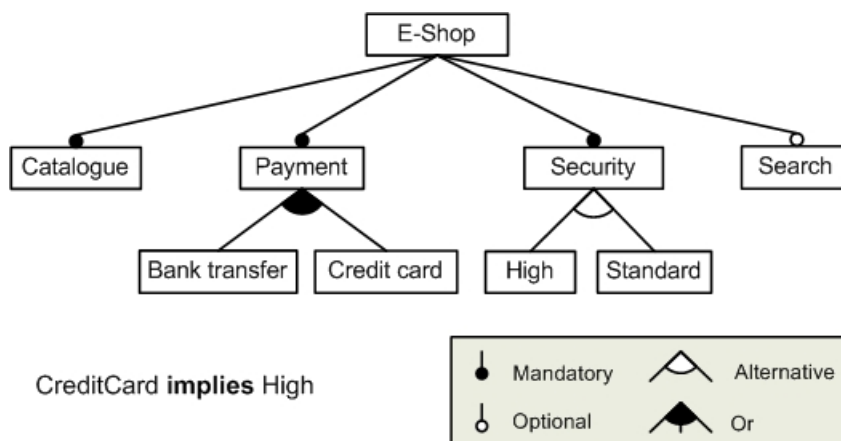 E-Shop
Catalogue
Payment
Security
Search
Bank transfer
Credit card
High
Standard
CreditCard implies High
Mandatory
Alternative
Optional
Or